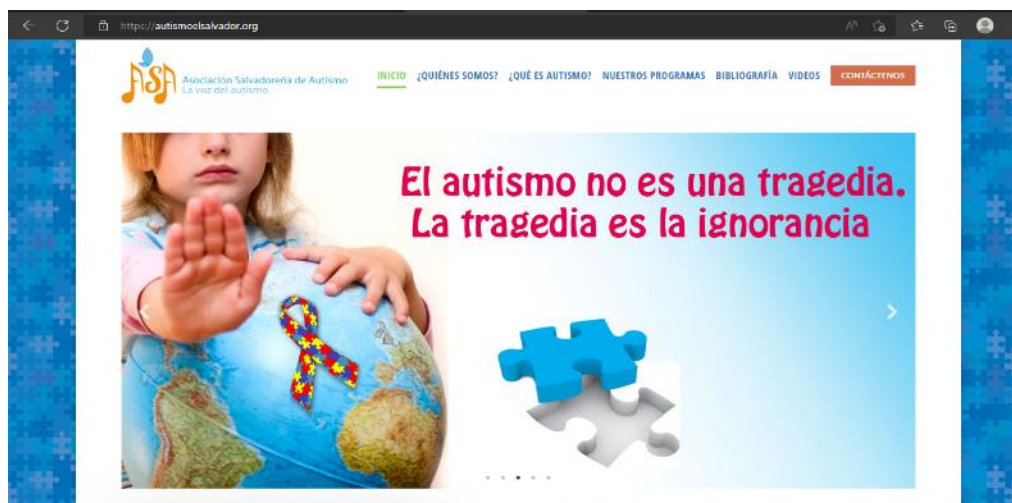 https://autismoelsalvador.org
ASA
Asociación Salvadoreña de Autismo
La voz del autismo
INICIO ¿QUIÉNES SOMOS? ¿QUÉ ES AUTISMO? NUESTROS PROGRAMAS BIBLIOGRAFÍA VIDEOS CONTÁCTENOS
El autismo no es una tragedia.
La tragedia es la ignorancia